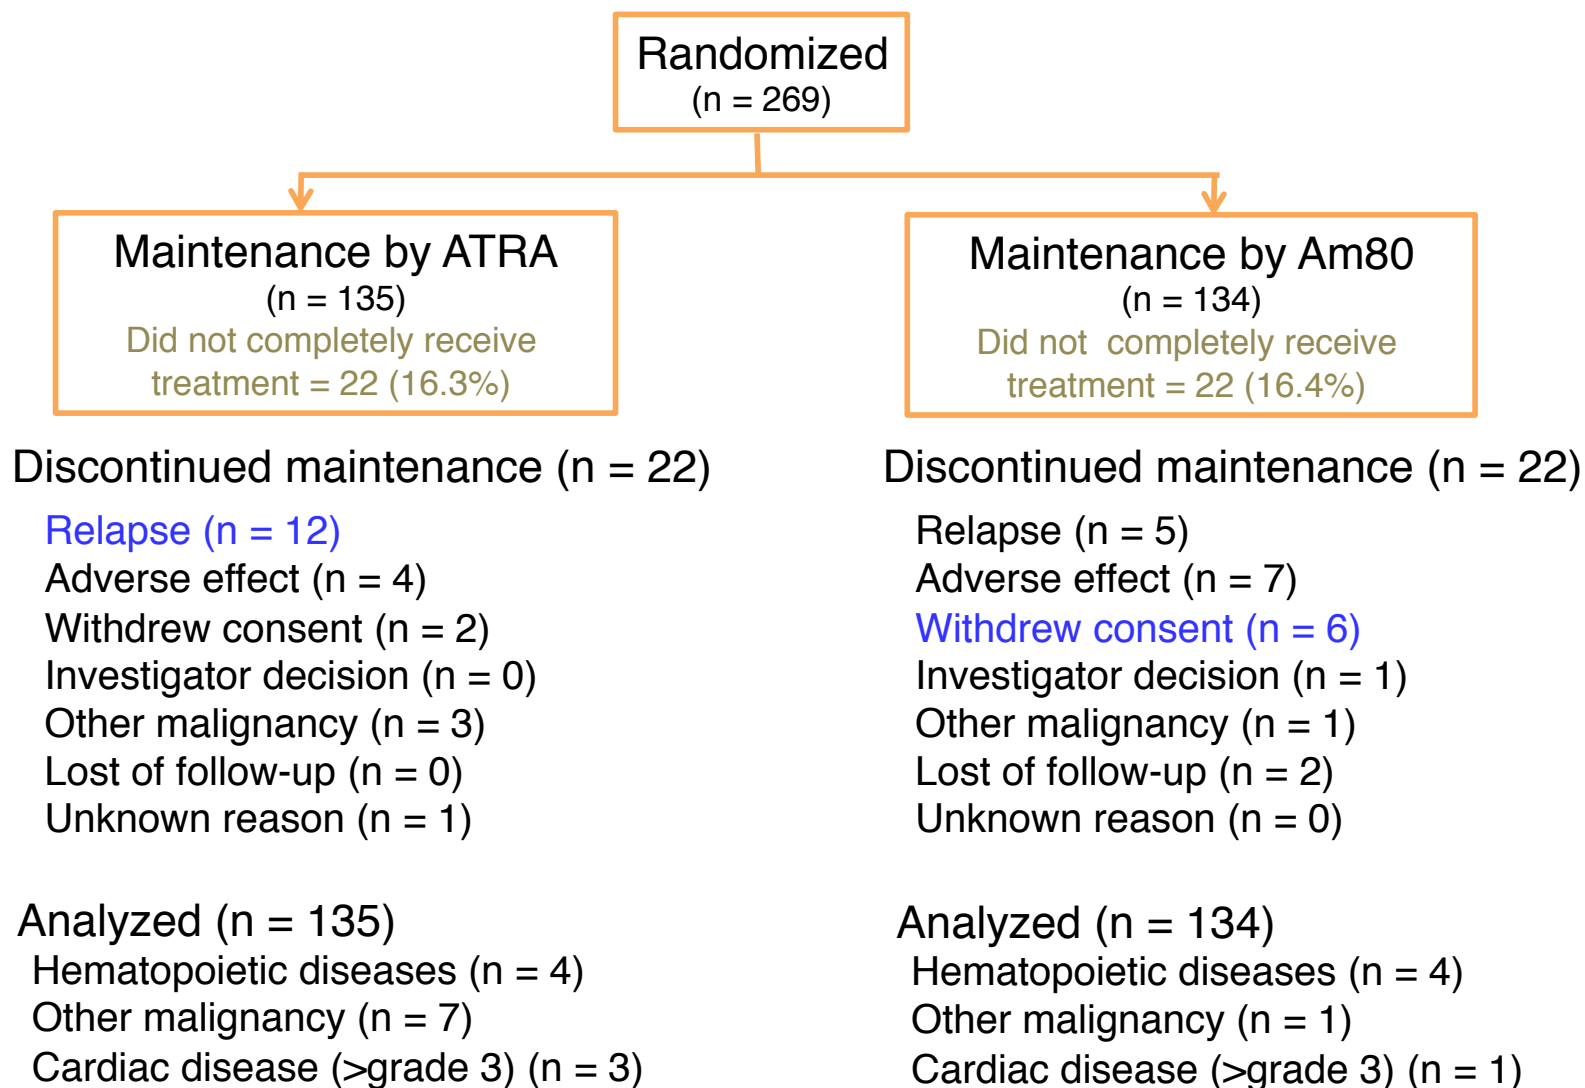 Randomized
(n = 269)
Maintenance by ATRA
(n = 135)
Did not completely receive
treatment = 22 (16.3%)
Maintenance by Am80
(n = 134)
Did not  completely receive
treatment = 22 (16.4%)
Discontinued maintenance (n = 22)
Relapse (n = 12)
Adverse effect (n = 4)
Withdrew consent (n = 2)
Investigator decision (n = 0)
Other malignancy (n = 3)
Lost of follow-up (n = 0)
Unknown reason (n = 1)
Discontinued maintenance (n = 22)
Relapse (n = 5)
Adverse effect (n = 7)
Withdrew consent (n = 6)
Investigator decision (n = 1)
Other malignancy (n = 1)
Lost of follow-up (n = 2)
Unknown reason (n = 0)
Analyzed (n = 135)
Hematopoietic diseases (n = 4)
Other malignancy (n = 7)
Cardiac disease (>grade 3) (n = 3)
Analyzed (n = 134)
Hematopoietic diseases (n = 4)
Other malignancy (n = 1)
Cardiac disease (>grade 3) (n = 1)